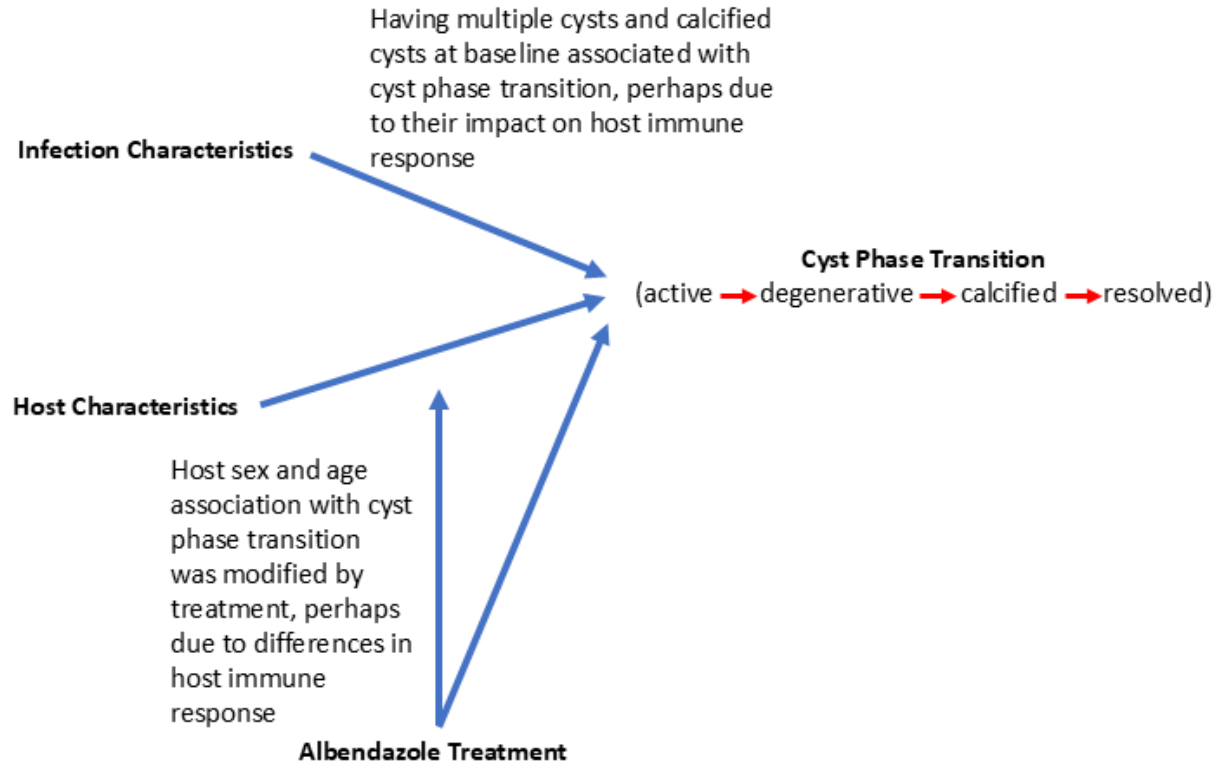 Having multiple cysts and calcified
cysts at baseline associated with
cyst phase transition, perhaps due
to their impact on host immune
response
Infection Characteristics
Cyst Phase Transition
(active degenerative calcified resolved)
Host Characteristics
Host sex and age
association with cyst
phase transition
was modified by
treatment, perhaps
due to differences in
host immune
response
Albendazole Treatment